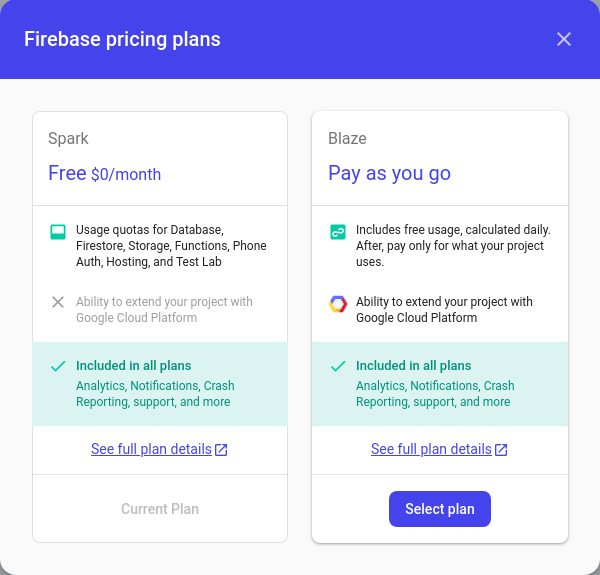 Firebase pricing plans
Spark
Free $0/month
Usage quotas for Database,
Firestore, Storage, Functions, Phone
Auth, Hosting, and Test Lab
Ability to extend your project with
Google Cloud Platform
Included in all plans
Analytics, Notifications, Crash
Reporting, support, and more
See full plan details
Current Plan
Blaze
Pay as you go
Includes free usage, calculated daily.
After, pay only for what your project
uses.
Ability to extend your project with
Google Cloud Platform
Included in all plans
Analytics, Notifications, Crash
Reporting, support, and more
See full plan details
Select plan